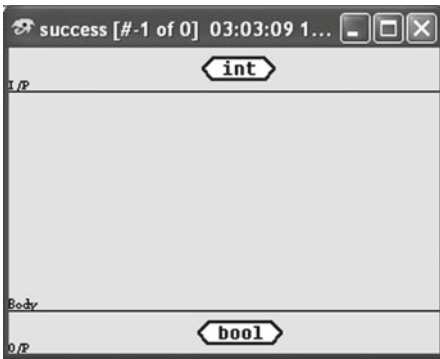 success [#-1 of 0] 03:03:09 1...
int
I/P
Body
bool
O/P